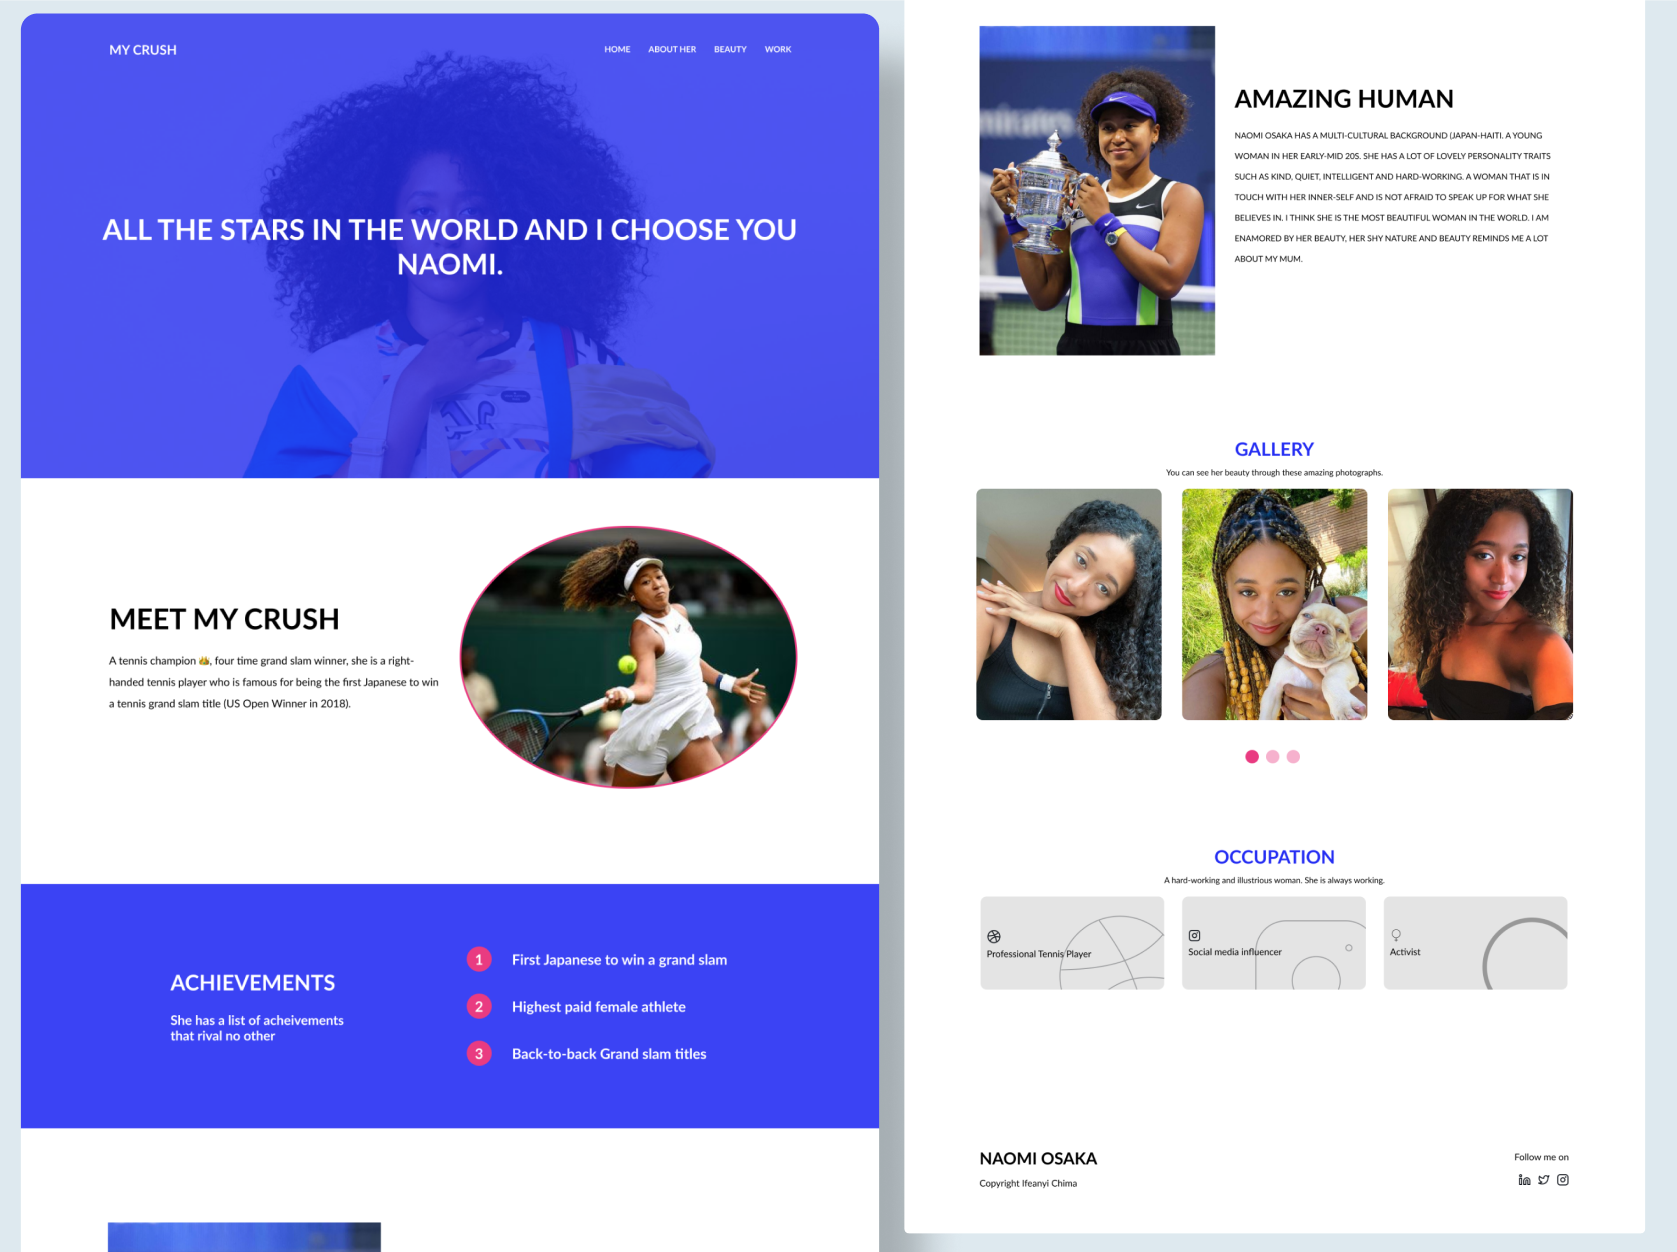 MY CRUSH
HOME ABOUT HER BEAUTY WORK
ALL THE STARS IN THE WORLD AND I CHOOSE YOU
NAOMI.
MEET MY CRUSH
A tennis champion 👑, four time grand slam winner, she is a right-
handed tennis player who is famous for being the first Japanese to win
a tennis grand slam title (US Open Winner in 2018).
ACHIEVEMENTS
She has a list of acheivements
that rival no other
1 First Japanese to win a grand slam
2 Highest paid female athlete
3 Back-to-back Grand slam titles
AMAZING HUMAN
NAOMI OSAKA HAS A MULTI-CULTURAL BACKGROUND (JAPAN-HAITI. A YOUNG
WOMAN IN HER EARLY-MID 20S. SHE HAS A LOT OF LOVELY PERSONALITY TRAITS
SUCH AS KIND, QUIET, INTELLIGENT AND HARD-WORKING. A WOMAN THAT IS IN
TOUCH WITH HER INNER-SELF AND IS NOT AFRAID TO SPEAK UP FOR WHAT SHE
BELIEVES IN. I THINK SHE IS THE MOST BEAUTIFUL WOMAN IN THE WORLD. I AM
ENAMORED BY HER BEAUTY, HER SHY NATURE AND BEAUTY REMINDS ME A LOT
ABOUT MY MUM.
GALLERY
You can see her beauty through these amazing photographs.
OCCUPATION
A hard-working and illustrious woman. She is always working.
Professional Tennis Player
Social media influencer
Activist
NAOMI OSAKA
Copyright Ifeanyi Chima
Follow me on